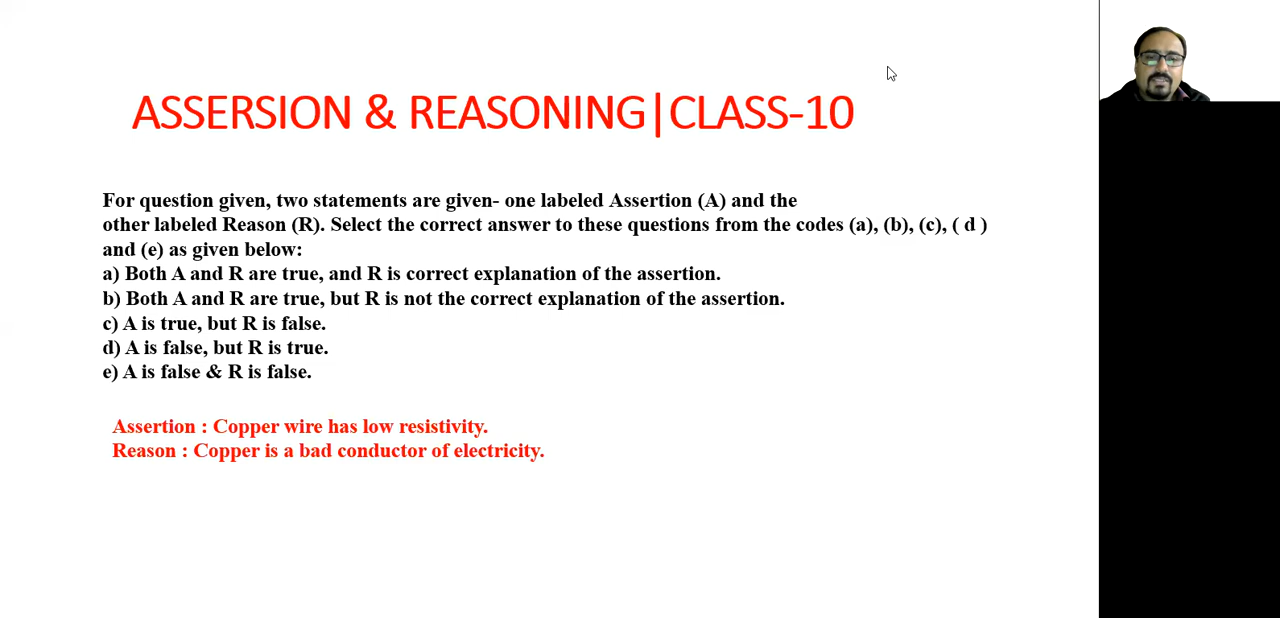 ASSERSION & REASONING|CLASS-10
For question given, two statements are given- one labeled Assertion (A) and the
other labeled Reason (R). Select the correct answer to these questions from the codes (a), (b), (c), ( d )
and (e) as given below:
a) Both A and R are true, and R is correct explanation of the assertion.
b) Both A and R are true, but R is not the correct explanation of the assertion.
c) A is true, but R is false.
d) A is false, but R is true.
e) A is false & R is false.
Assertion : Copper wire has low resistivity.
Reason : Copper is a bad conductor of electricity.